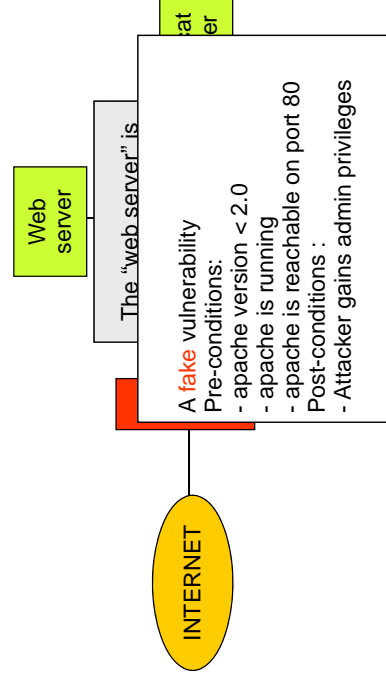 Web
server
The “web server” is
A fake vulnerability
Pre-conditions:
- apache version < 2.0
- apache is running
- apache is reachable on port 80
Post-conditions :
- Attacker gains admin privileges
INTERNET